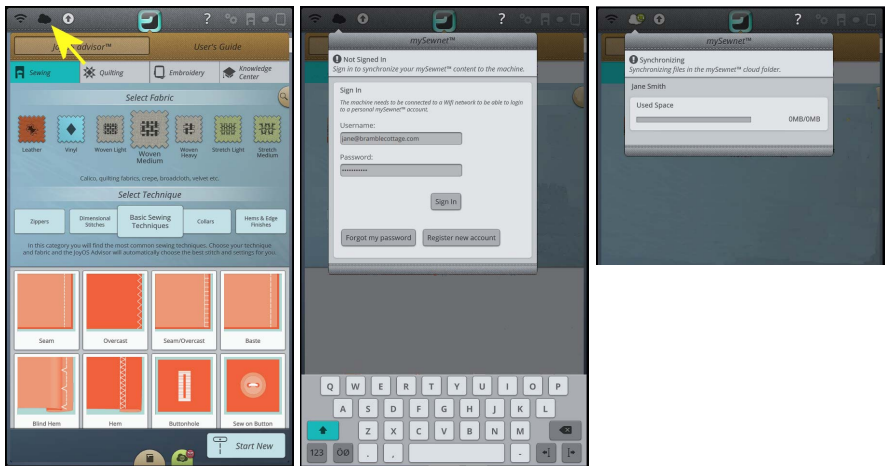 ?
advisor™
User's Guide
Sewing
Quilting
Embroidery
Knowledge Center
Select Fabric
Leather
Vinyl
Woven Light
Woven Medium
Woven Heavy
Stretch Light
Stretch Medium
Calico, quilting fabrics, crepe, broadcloth, velvet etc.
Select Technique
Zippers
Dimensional Stitches
Basic Sewing Techniques
Collars
Hems & Edge Finishes
In this category you will find the most common sewing techniques. Choose your technique
and fabric and the JoyOS Advisor will automatically choose the best stitch and settings for you.
Seam
Overcast
Seam/Overcast
Baste
Blind Hem
Hem
Buttonhole
Sew on Button
Start New
?
mySewnet™
Not Signed In
Sign in to synchronize your mySewnet™ content to the machine.
Sign In
The machine needs to be connected to a Wifi network to be able to login
to a personal mySewnet™ account.
Username:
jane@bramblecottage.com
Password:
Sign In
Forgot my password
Register new account
Q W E R T Y U I O P
A S D F G H J K L
Z X C V B N M
123 ÖØ . , -
?
mySewnet™
Synchronizing
Synchronizing files in the mySewnet™ cloud folder.
Jane Smith
Used Space
0MB/0MB